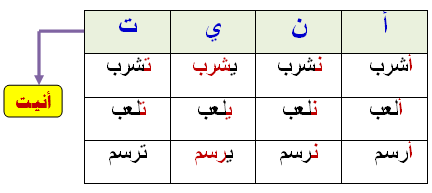 أ ن ي ت
أشرب نشرب يشرب تشرب
أنيت
ألعب نلعب يلعب تلعب
أرسم نرسم يرسم ترسم